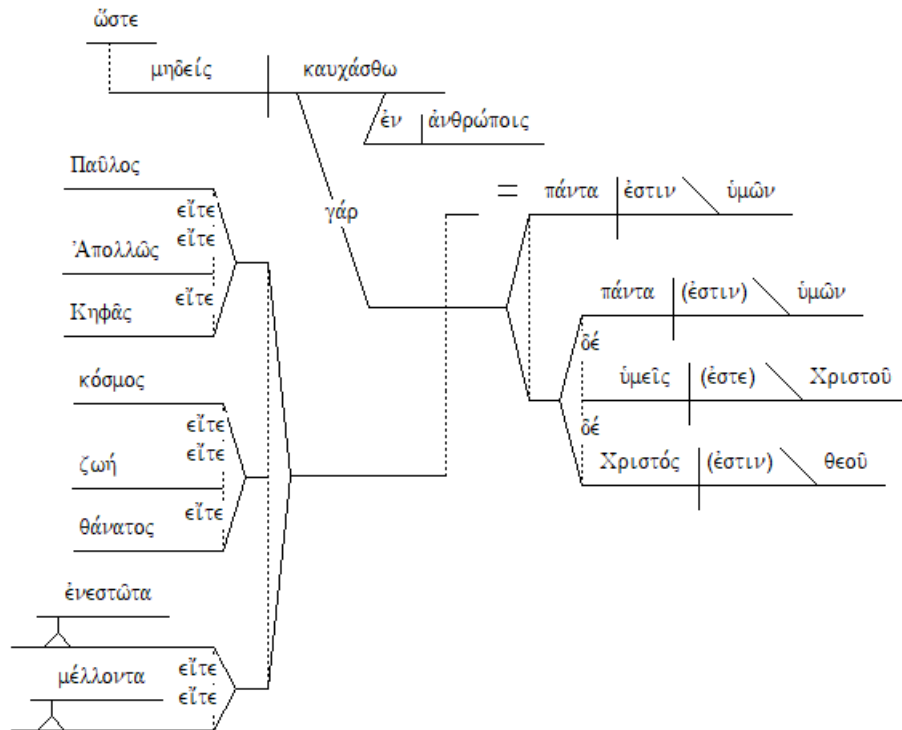 ὥστε
μηδείς καυχάσθω
ἐν ἀνθρώποις
Παῦλος
εἴτε
εἴτε
Ἀπολλῶς
εἴτε
Κηφᾶς
γάρ
= πάντα ἐστιν ὑμῶν
πάντα (ἐστιν) ὑμῶν
δέ
ὑμεῖς (ἐστε) Χριστοῦ
δέ
Χριστός (ἐστιν) θεοῦ
κόσμος
εἴτε
εἴτε
ζωή
εἴτε
θάνατος
ἐνεστῶτα
εἴτε
μέλλοντα
εἴτε